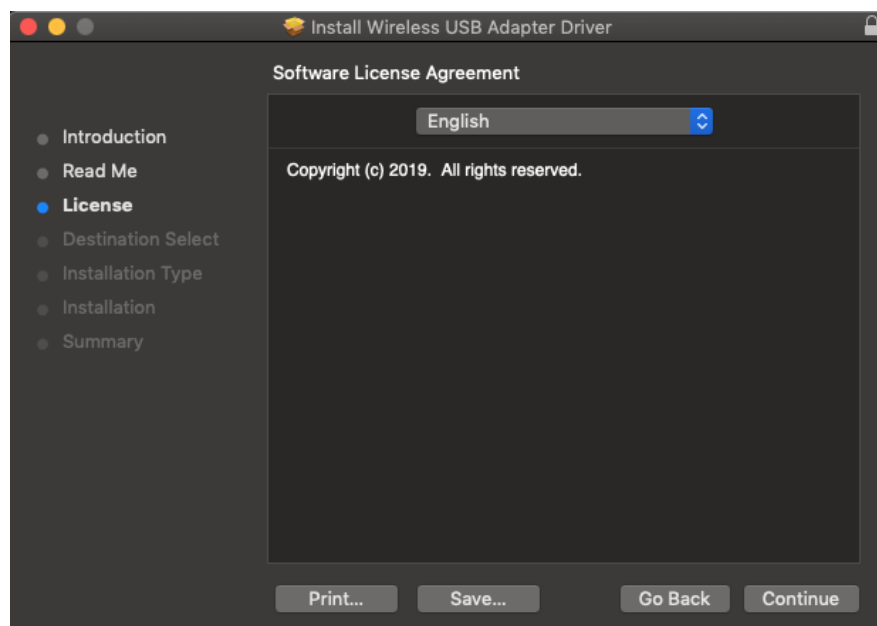 Install Wireless USB Adapter Driver
Software License Agreement
English
Introduction
Read Me
License
Destination Select
Installation Type
Installation
Summary
Copyright (c) 2019.  All rights reserved.
Print...
Save...
Go Back
Continue